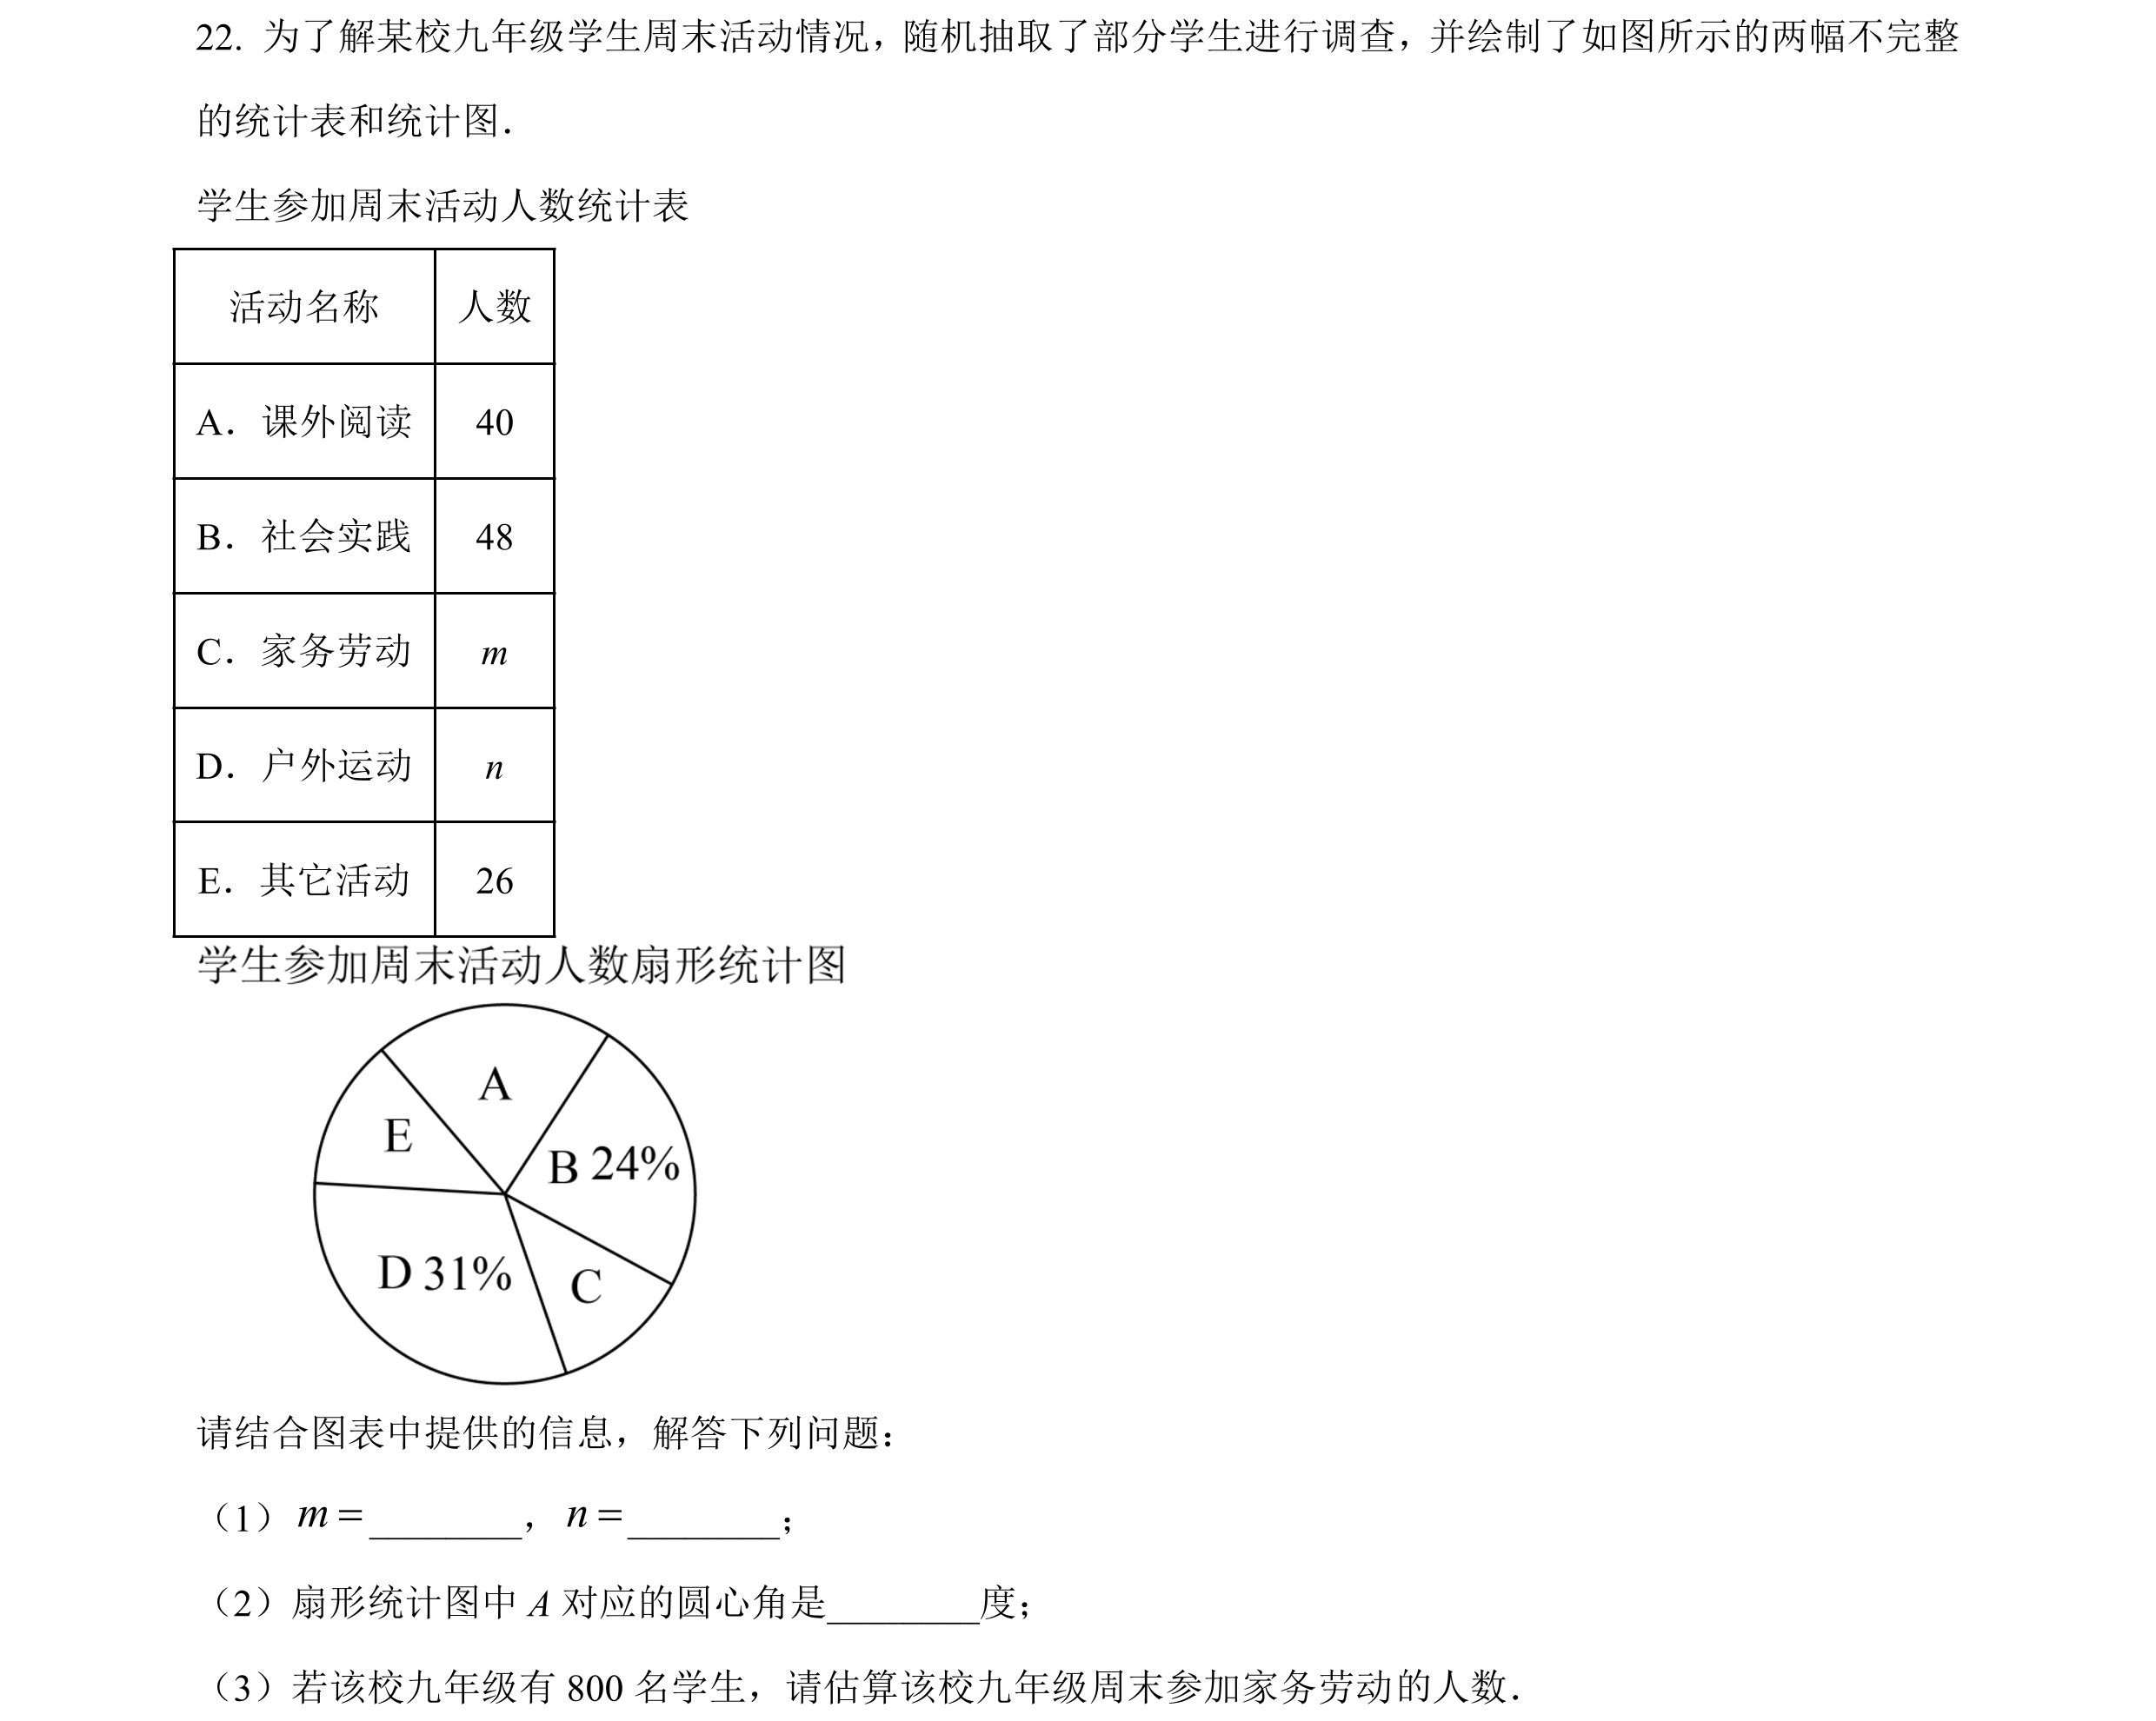 22. 为了解某校九年级学生周末活动情况，随机抽取了部分学生进行调查，并绘制了如图所示的两幅不完整
的统计表和统计图．
学生参加周末活动人数统计表
活动名称 人数
A．课外阅读 40
B．社会实践 48
C．家务劳动 m
D．户外运动 n
E．其它活动 26
学生参加周末活动人数扇形统计图
A
E
B 24%
D 31%
C
请结合图表中提供的信息，解答下列问题：
（1）m＝________，n＝________；
（2）扇形统计图中 A 对应的圆心角是________度；
（3）若该校九年级有 800 名学生，请估算该校九年级周末参加家务劳动的人数．